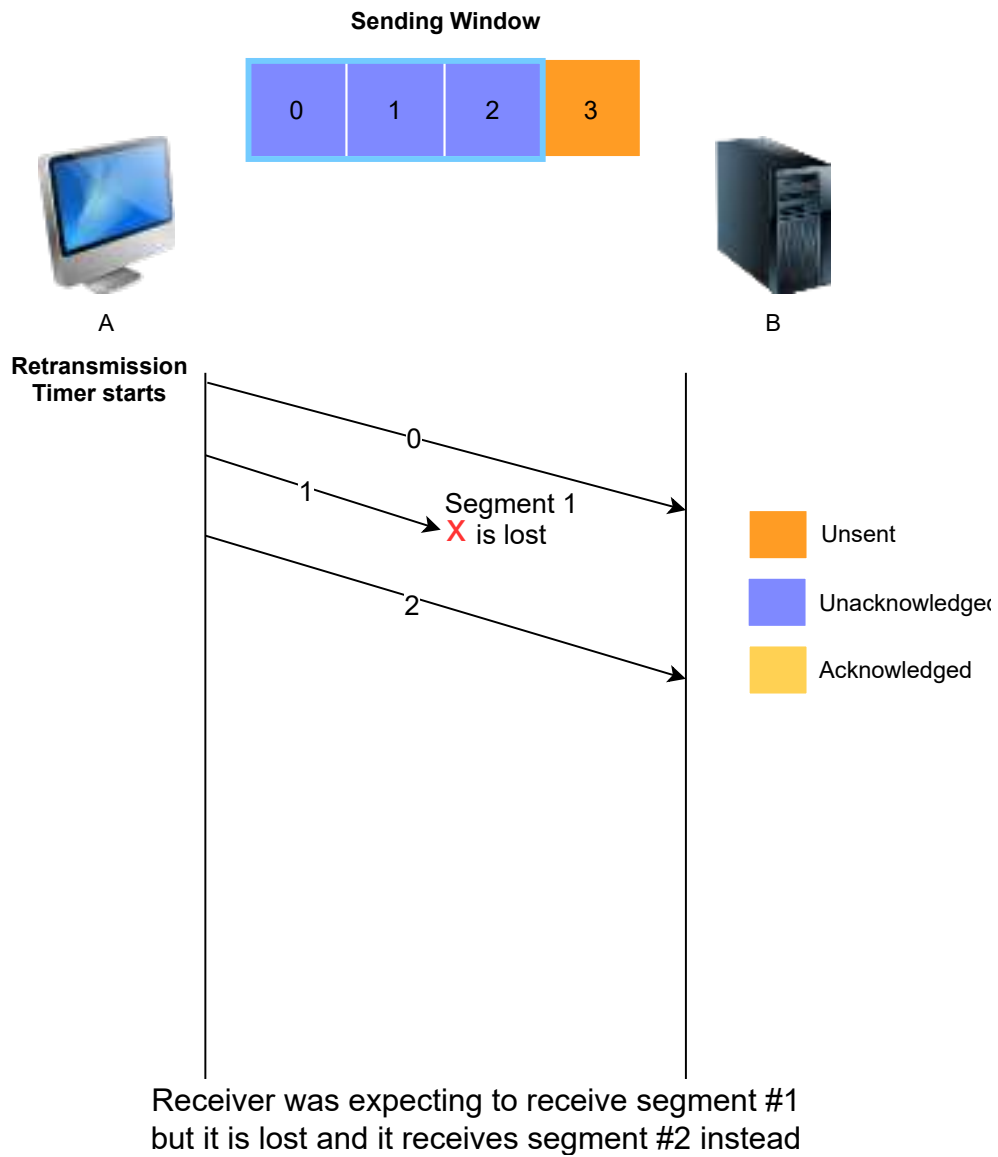 Sending Window
0 1 2 3
A
B
Retransmission
Timer starts
0
1
Segment 1
X is lost
2
Unsent
Unacknowledged
Acknowledged
Receiver was expecting to receive segment #1
but it is lost and it receives segment #2 instead